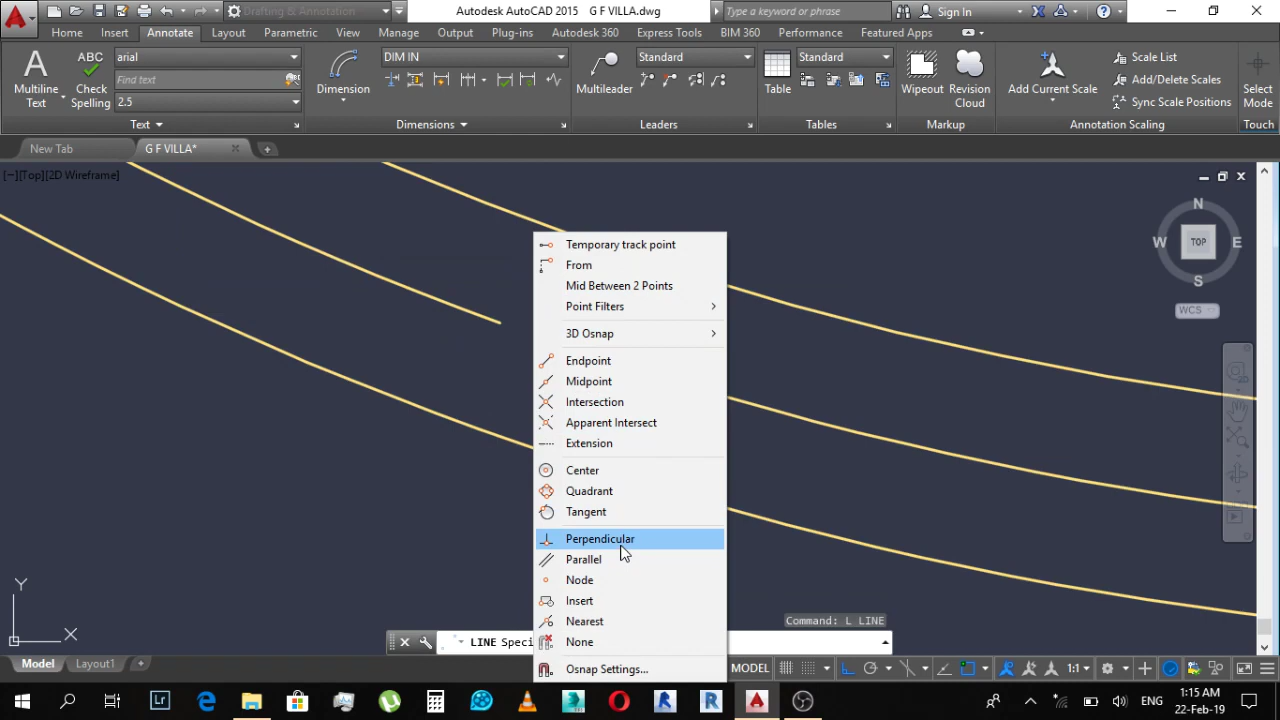 Drafting & Annotation
Autodesk AutoCAD 2015 G F VILLA.dwg
Type a keyword or phrase
Sign In
Home
Insert
Annotate
Layout
Parametric
View
Manage
Output
Plug-ins
Autodesk 360
Express Tools
BIM 360
Performance
Featured Apps
A
Multiline
Text
ABC
Check
Spelling
arial
Find text
2.5
Text
Dimension
DIM IN
Dimensions
Multileader
Standard
Leaders
Table
Standard
Tables
Wipeout
Revision
Cloud
Markup
Add Current Scale
Scale List
Add/Delete Scales
Sync Scale Positions
Annotation Scaling
Select
Mode
Touch
New Tab
G F VILLA*
[−][Top][2D Wireframe]
N
W
TOP
E
S
WCS
Temporary track point
From
Mid Between 2 Points
Point Filters
3D Osnap
Endpoint
Midpoint
Intersection
Apparent Intersect
Extension
Center
Quadrant
Tangent
Perpendicular
Parallel
Node
Insert
Nearest
None
Osnap Settings...
Y
X
Command: L LINE
LINE Speci
Model
Layout1
MODEL
1:1
Lr
ENG
1:15 AM
22-Feb-19